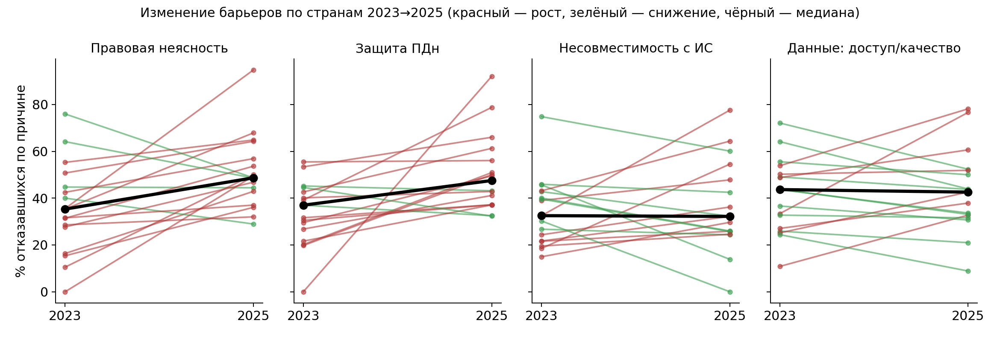 Изменение барьеров по странам 2023→2025 (красный — рост, зелёный — снижение, чёрный — медиана)
Правовая неясность
Защита ПДн
Несовместимость с ИС
Данные: доступ/качество
% отказавшихся по причине
80
60
40
20
0
2023 2025 2023 2025 2023 2025 2023 2025